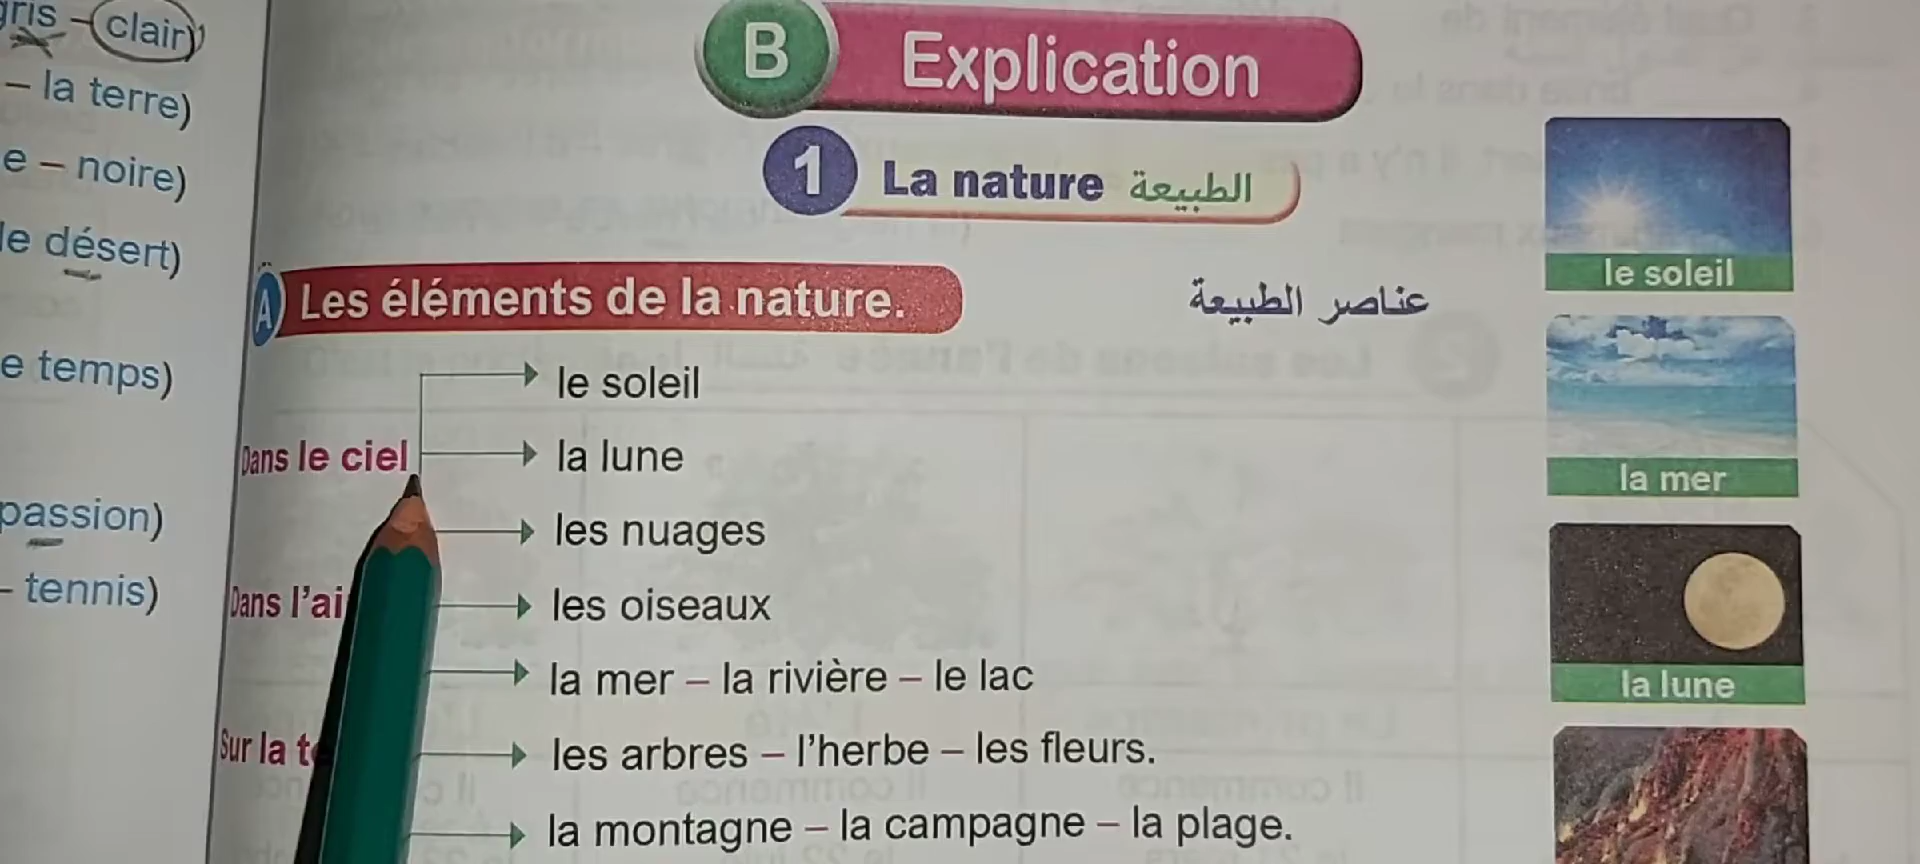 gris – clair)
– la terre)
e – noire)
le désert)
e temps)
passion)
– tennis)
B Explication
1 La nature الطبيعة
A Les éléments de la nature. عناصر الطبيعة
le soleil
Dans le ciel la lune
les nuages
Dans l'ai les oiseaux
la mer – la rivière – le lac
Sur la t les arbres – l'herbe – les fleurs.
la montagne – la campagne – la plage.
le soleil
la mer
la lune